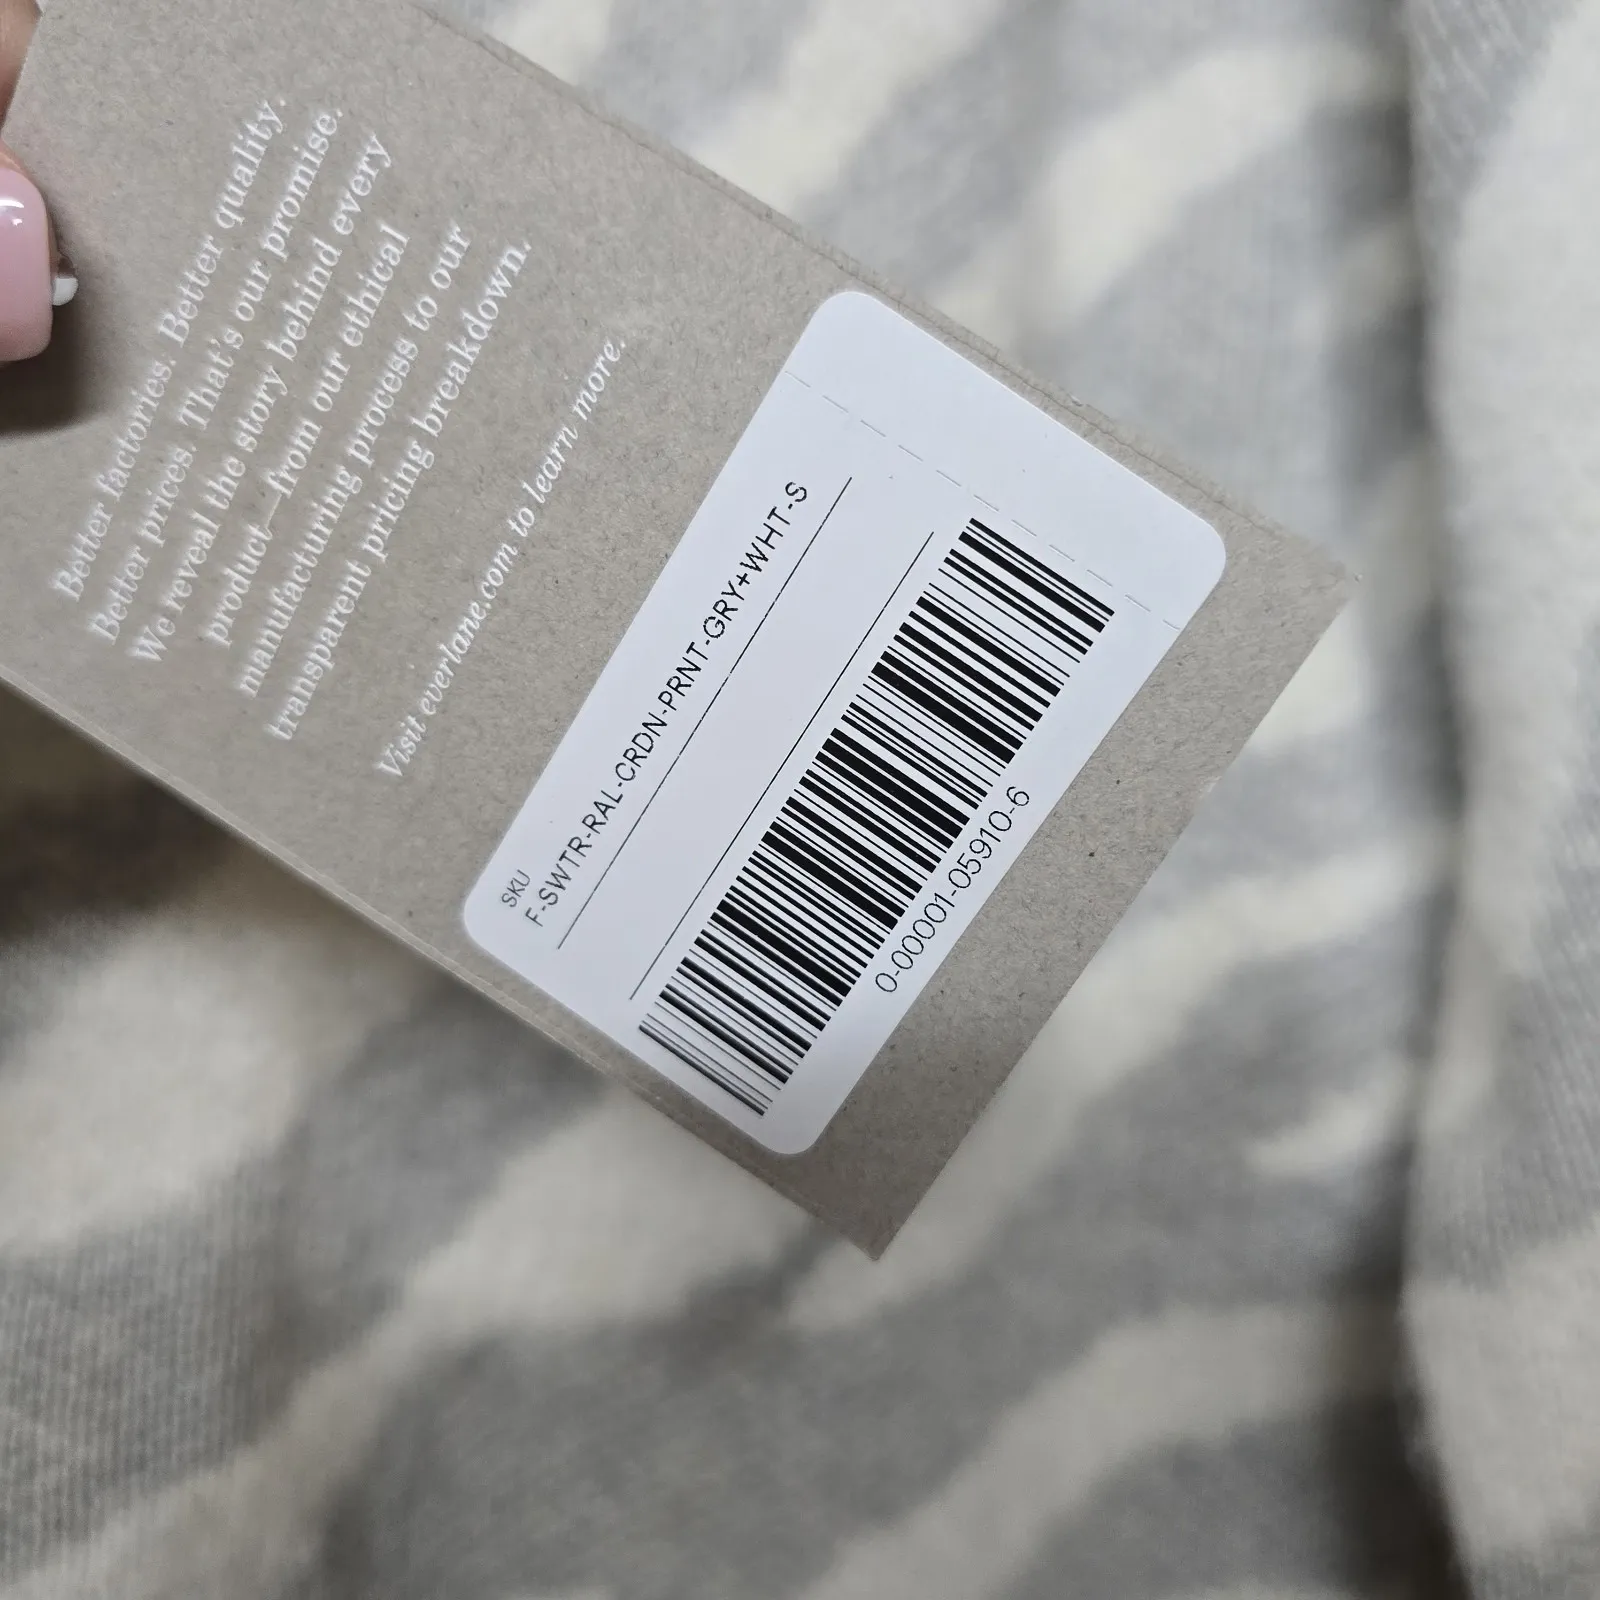 Better factories. Better quality.
Better prices. That's our promise.
We reveal the story behind every
product—from our ethical
manufacturing process to our
transparent pricing breakdown.
Visit everlane.com to learn more.
SKU
F-SWTR-RAL-CRDN-PRNT-GRY+WHT-S
0-00001-05910-6